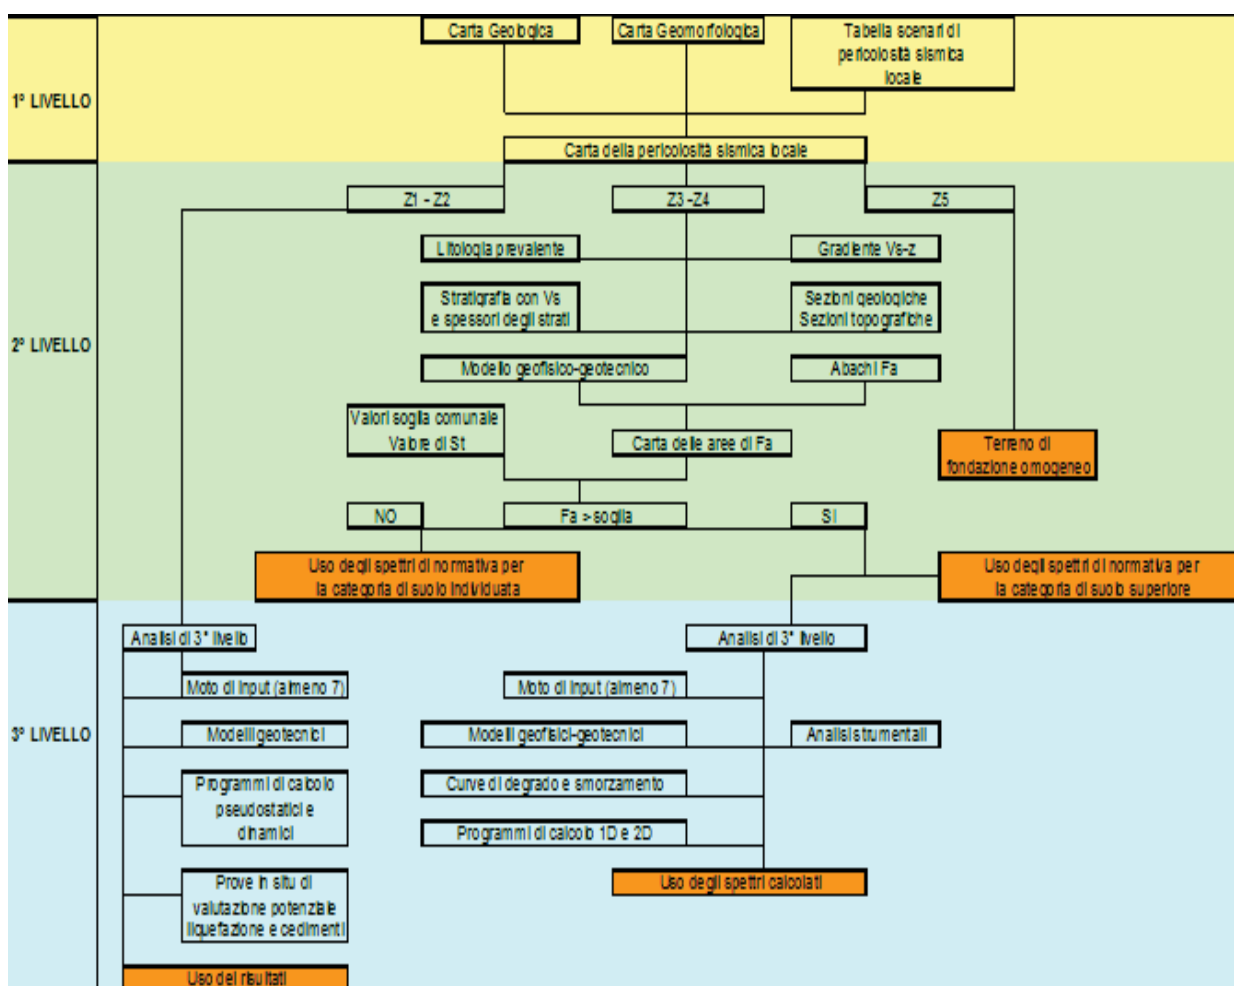 Carta Geologica
Carta Geomorfologica
Tabella scenari di
pericolosità sismica
locale
1° LIVELLO
Carta della pericolosità sismica locale
Z1 - Z2
Z3 -Z4
Z5
Litologia prevalente
Gradiente Vs-z
Stratigrafia con Vs
e spessori degli strati
Sezioni geologiche
Sezioni topografiche
2° LIVELLO
Modello geofisico-geotecnico
Abachi Fa
Valori soglia comunale
Valore di St
Carta delle aree di Fa
Terreno di
fondazione omogeneo
NO
Fa > soglia
SI
Uso degli spettri di normativa per
la categoria di suolo individuata
Uso degli spettri di normativa per
la categoria di suolo superiore
Analisi di 3° livello
Analisi di 3° livello
Moto di input (almeno 7)
Moto di input (almeno 7)
3° LIVELLO
Modelli geotecnici
Modelli geofisici-geotecnici
Analisi strumentali
Programmi di calcolo
pseudostatici e
dinamici
Curve di degrado e smorzamento
Programmi di calcolo 1D e 2D
Uso degli spettri calcolati
Prove in situ di
valutazione potenziale
liquefazione e cedimenti
Uso dei risultati